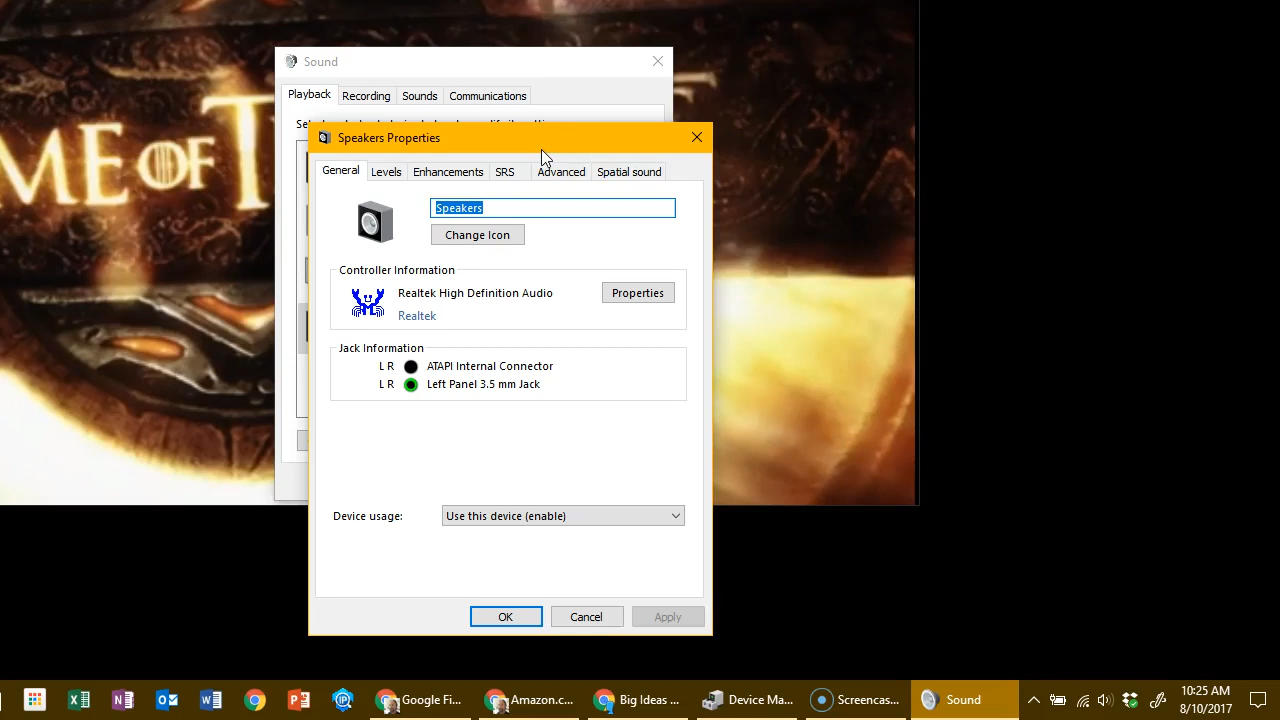 ME OF T
Sound
Playback Recording Sounds Communications
Speakers Properties
General Levels Enhancements SRS Advanced Spatial sound
Speakers
Change Icon
Controller Information
Realtek High Definition Audio Properties
Realtek
Jack Information
L R ATAPI Internal Connector
L R Left Panel 3.5 mm Jack
Device usage: Use this device (enable)
OK Cancel Apply
Google Fi... Amazon.c... Big Ideas ... Device Ma... Screencas... Sound
10:25 AM
8/10/2017